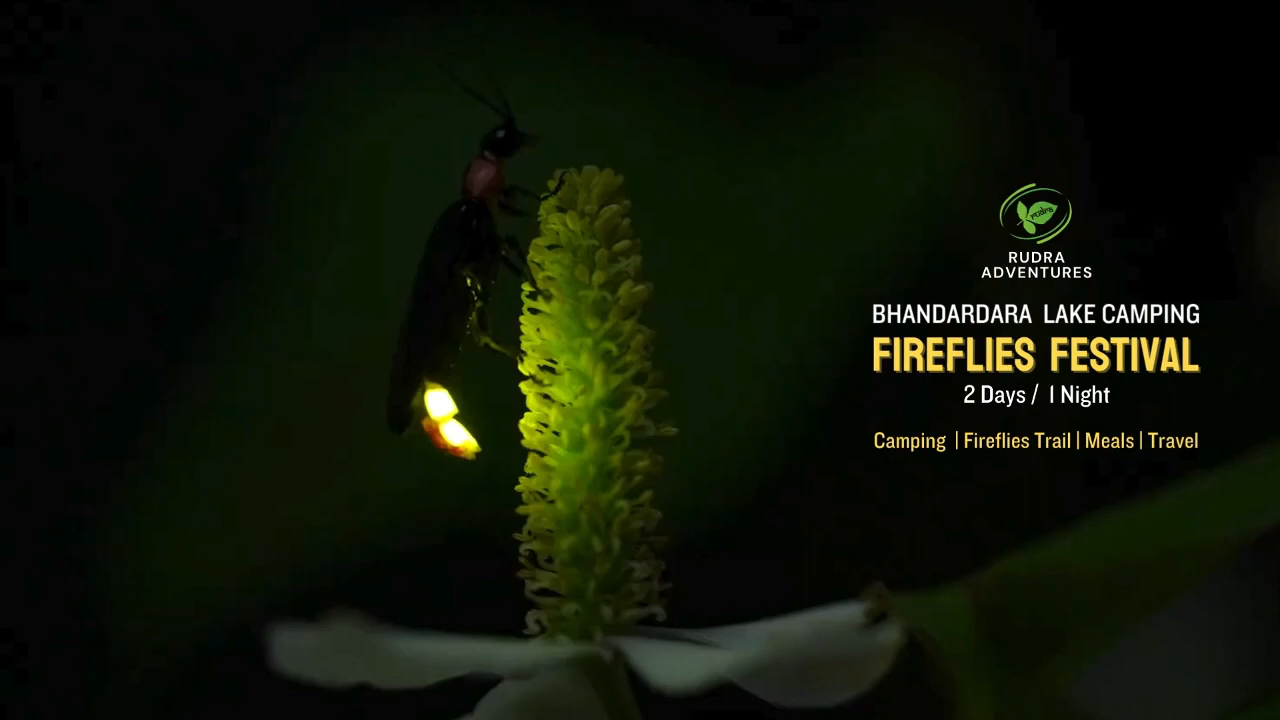 rudra
RUDRA
ADVENTURES
BHANDARDARA LAKE CAMPING
FIREFLIES FESTIVAL
2 Days / 1 Night
Camping | Fireflies Trail | Meals | Travel